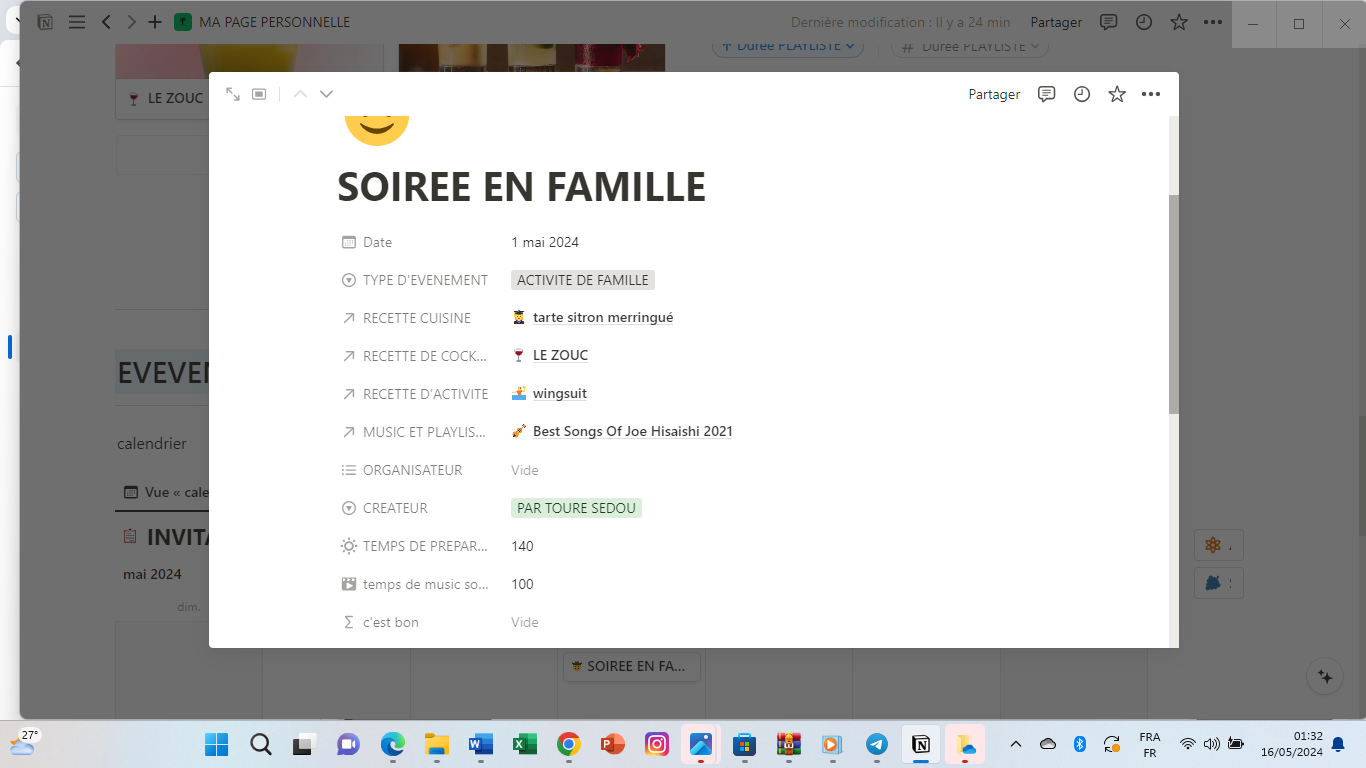 MA PAGE PERSONNELLE
Dernière modification : Il y a 24 min
Partager
Durée PLAYLISTE
Durée PLAYLISTE
LE ZOUC
Partager
SOIREE EN FAMILLE
Date 1 mai 2024
TYPE D'EVENEMENT ACTIVITE DE FAMILLE
RECETTE CUISINE tarte sitron merringué
RECETTE DE COCK... LE ZOUC
RECETTE D'ACTIVITE wingsuit
MUSIC ET PLAYLIS... Best Songs Of Joe Hisaishi 2021
ORGANISATEUR Vide
CREATEUR PAR TOURE SEDOU
TEMPS DE PREPAR... 140
temps de music so... 100
c'est bon Vide
EVEVE
calendrier
Vue « cale
INVITA
mai 2024
dim.
SOIREE EN FA...
27°
FRA
FR
01:32
16/05/2024